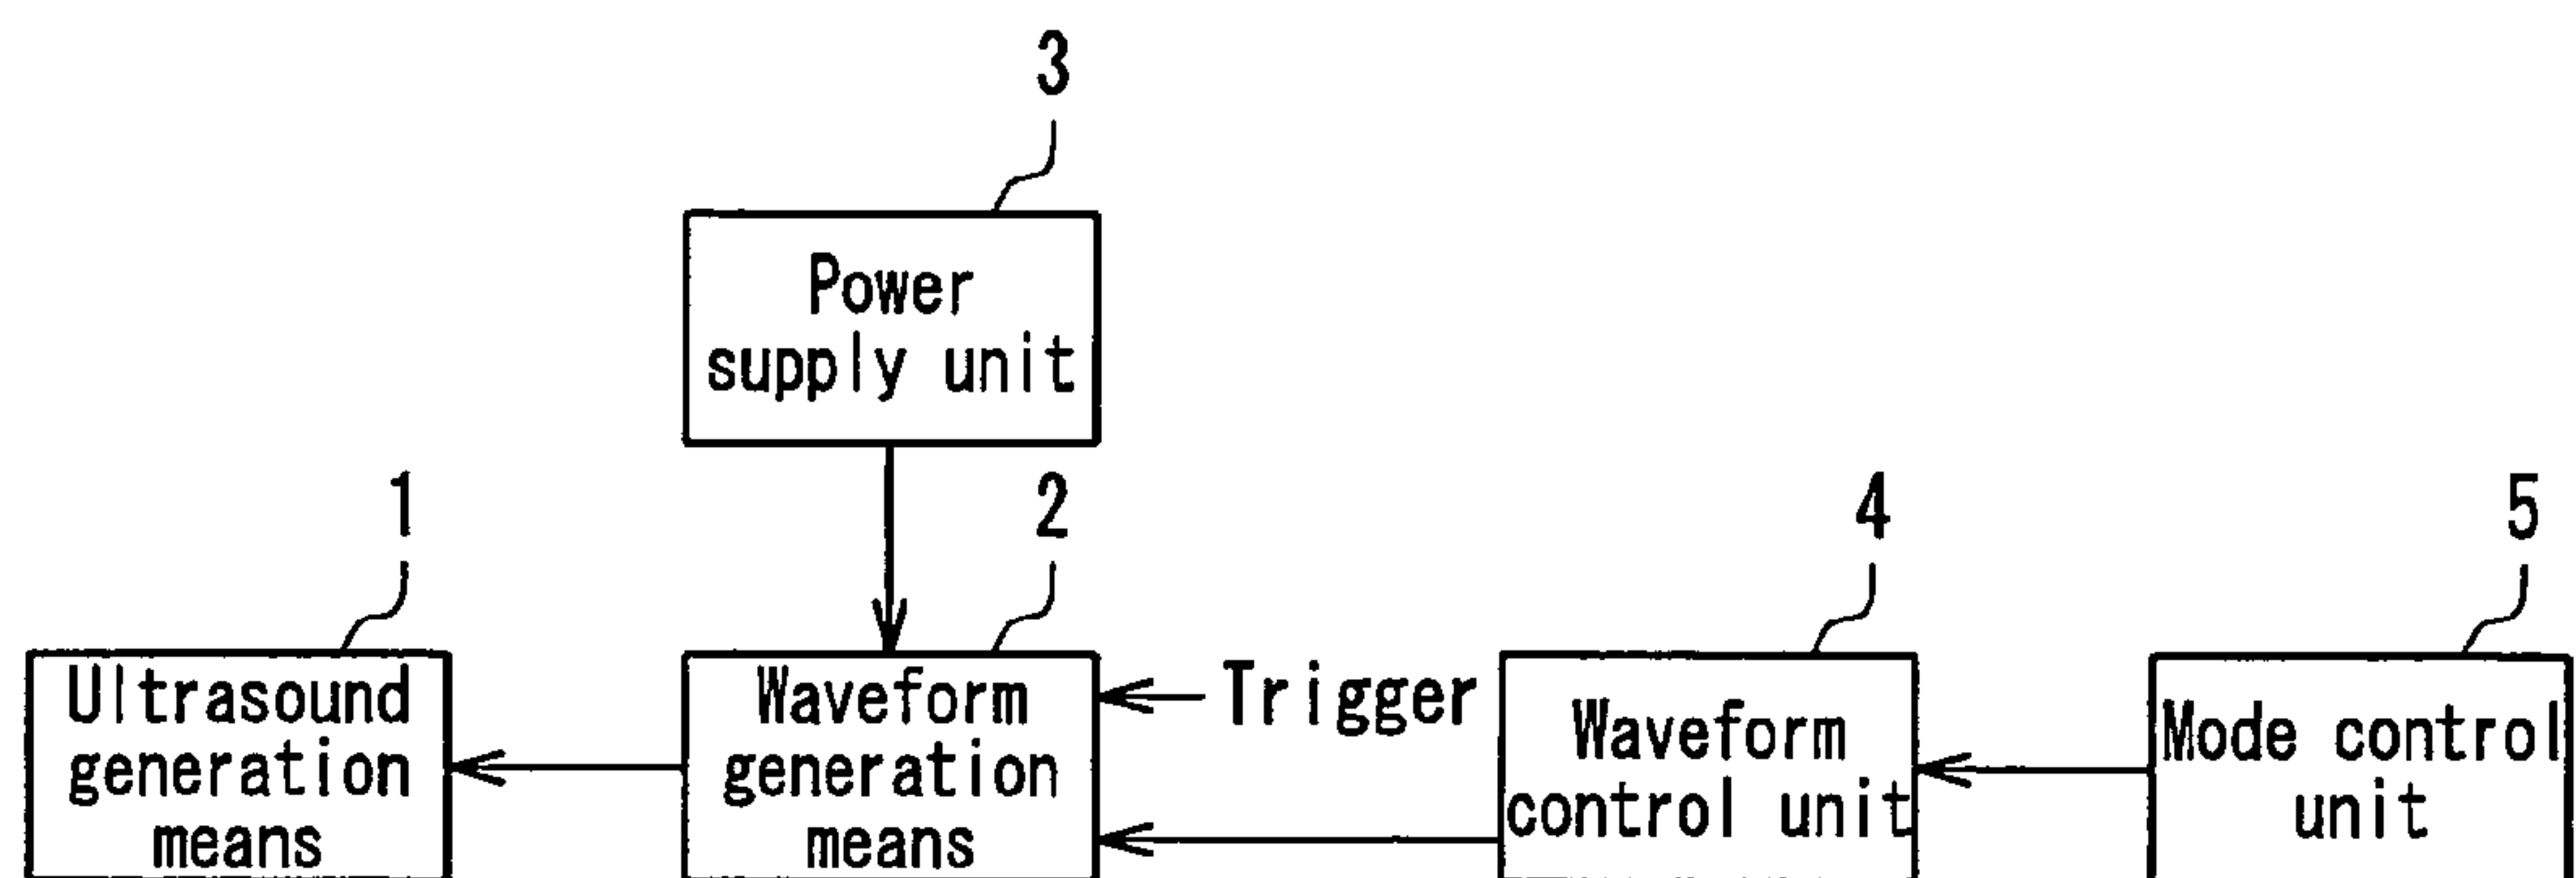 3
Power
supply unit
1
2
4
5
Ultrasound
generation
means
Waveform
generation
means
Trigger
Waveform
control unit
Mode control
unit